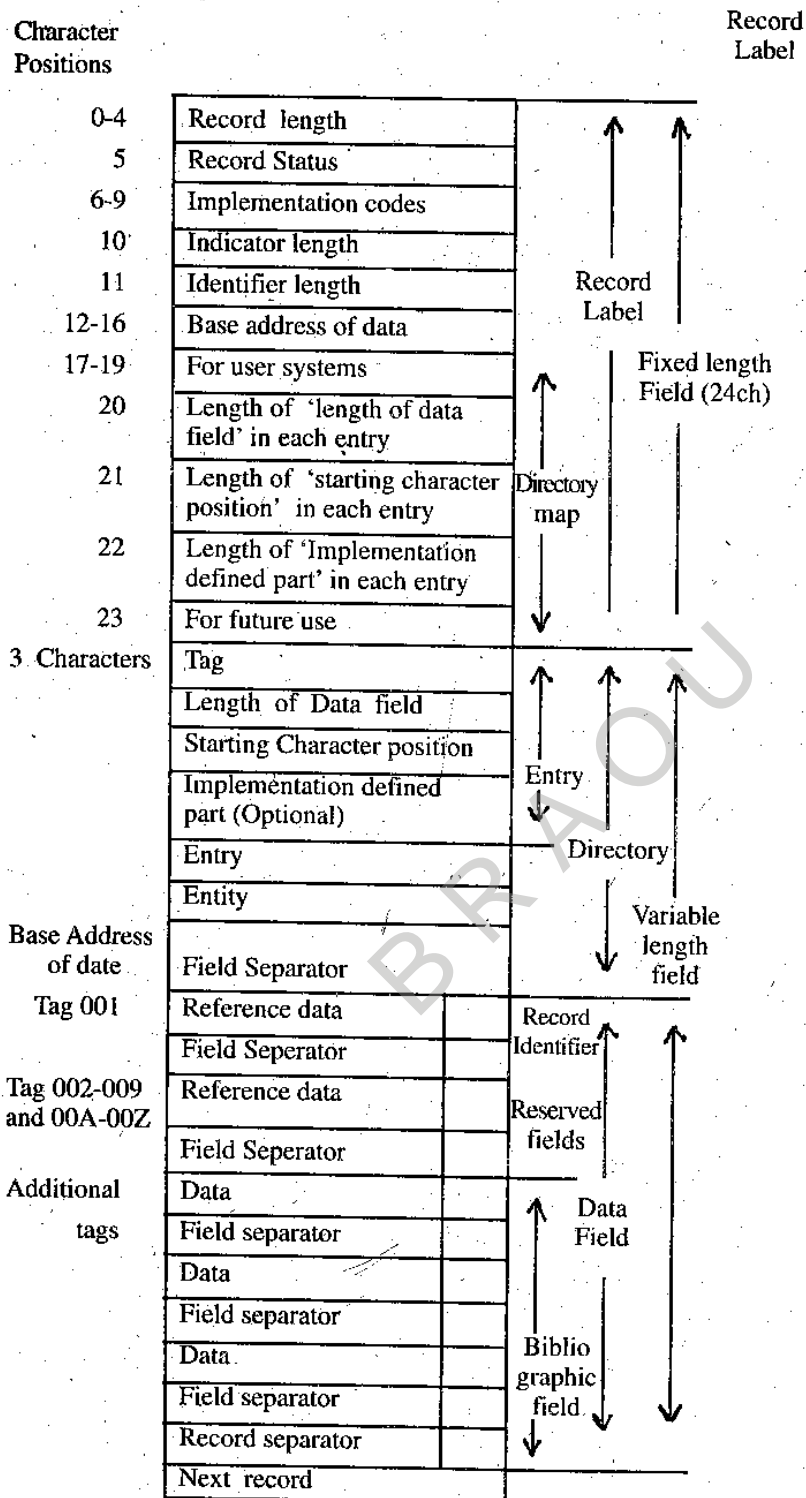 Character
Positions
Record
Label
0-4 Record length
5 Record Status
6-9 Implementation codes
10 Indicator length
11 Identifier length
Record
Label
12-16 Base address of data
17-19 For user systems
Fixed length
Field (24ch)
20 Length of ‘length of data
field’ in each entry
21 Length of ‘starting character
position’ in each entry
Directory
map
22 Length of ‘Implementation
defined part’ in each entry
23 For future use
3 Characters Tag
Length of Data field
Starting Character position
Implementation defined
part (Optional)
Entry
Entry
Directory
Entity
Variable
length
field
Base Address
of date Field Separator
Tag 001 Reference data
Field Seperator
Record
Identifier
Tag 002-009
and 00A-00Z
Reference data
Reserved
fields
Field Seperator
Additional
tags
Data
Field separator
Data
Field
Data
Field separator
Data
Field separator
Biblio
graphic
field
Record separator
Next record
BRAOU